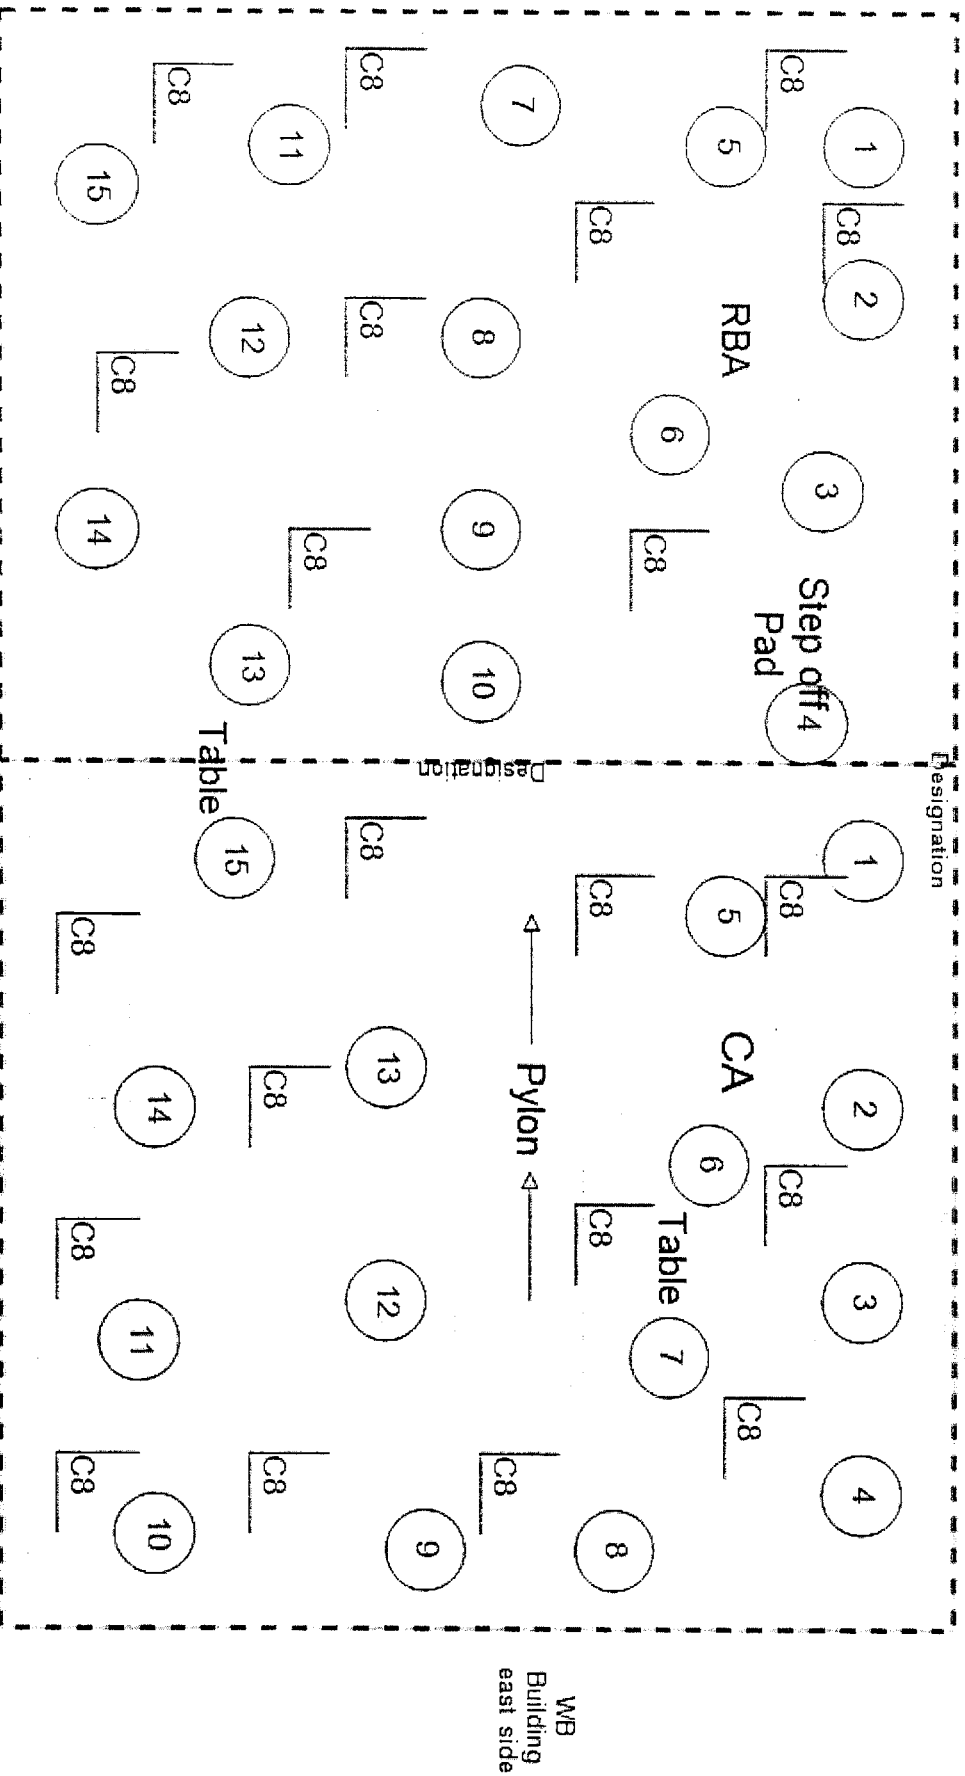 Designation
1
2
1
2
3
4
C8
3
Step off
4
Pad
C8
C8
C8
C8
5
RBA
5
CA
6
6
Table
7
C8
8
C8
C8
C8
7
Pylon
Designation
WB
Building
east side
C8
8
9
10
9
13
12
C8
C8
C8
C8
11
C8
C8
12
13
15
Table
C8
14
10
11
C8
15
14
C8
C8
C8